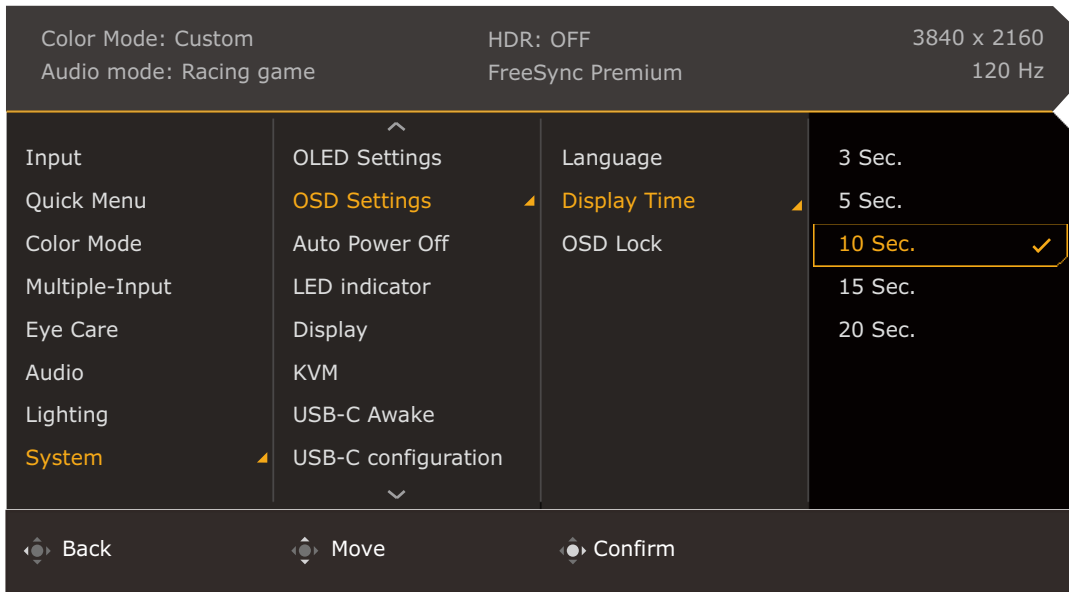 Color Mode: Custom
Audio mode: Racing game
HDR: OFF
FreeSync Premium
3840 x 2160
120 Hz
Input
Quick Menu
Color Mode
Multiple-Input
Eye Care
Audio
Lighting
System
OLED Settings
OSD Settings
Auto Power Off
LED indicator
Display
KVM
USB-C Awake
USB-C configuration
Language
Display Time
OSD Lock
3 Sec.
5 Sec.
10 Sec.
15 Sec.
20 Sec.
Back
Move
Confirm